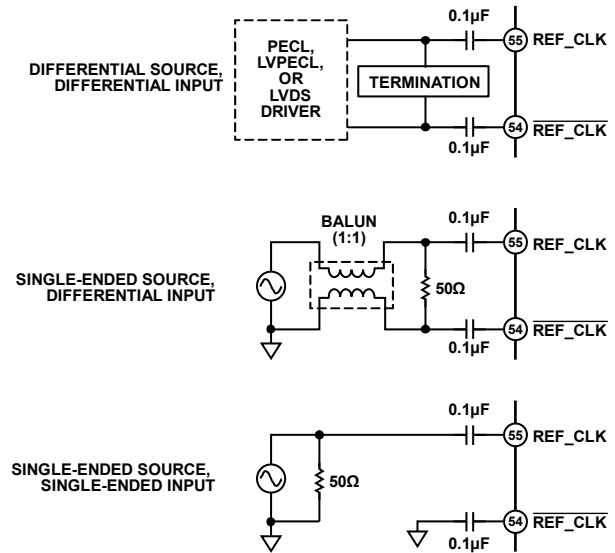 DIFFERENTIAL SOURCE,
DIFFERENTIAL INPUT
PECL,
LVPECL,
OR
LVDS
DRIVER
TERMINATION
0.1µF
55 REF_CLK
54 REF_CLK
0.1µF
SINGLE-ENDED SOURCE,
DIFFERENTIAL INPUT
BALUN
(1:1)
50Ω
0.1µF
55 REF_CLK
54 REF_CLK
0.1µF
SINGLE-ENDED SOURCE,
SINGLE-ENDED INPUT
50Ω
0.1µF
55 REF_CLK
54 REF_CLK
0.1µF